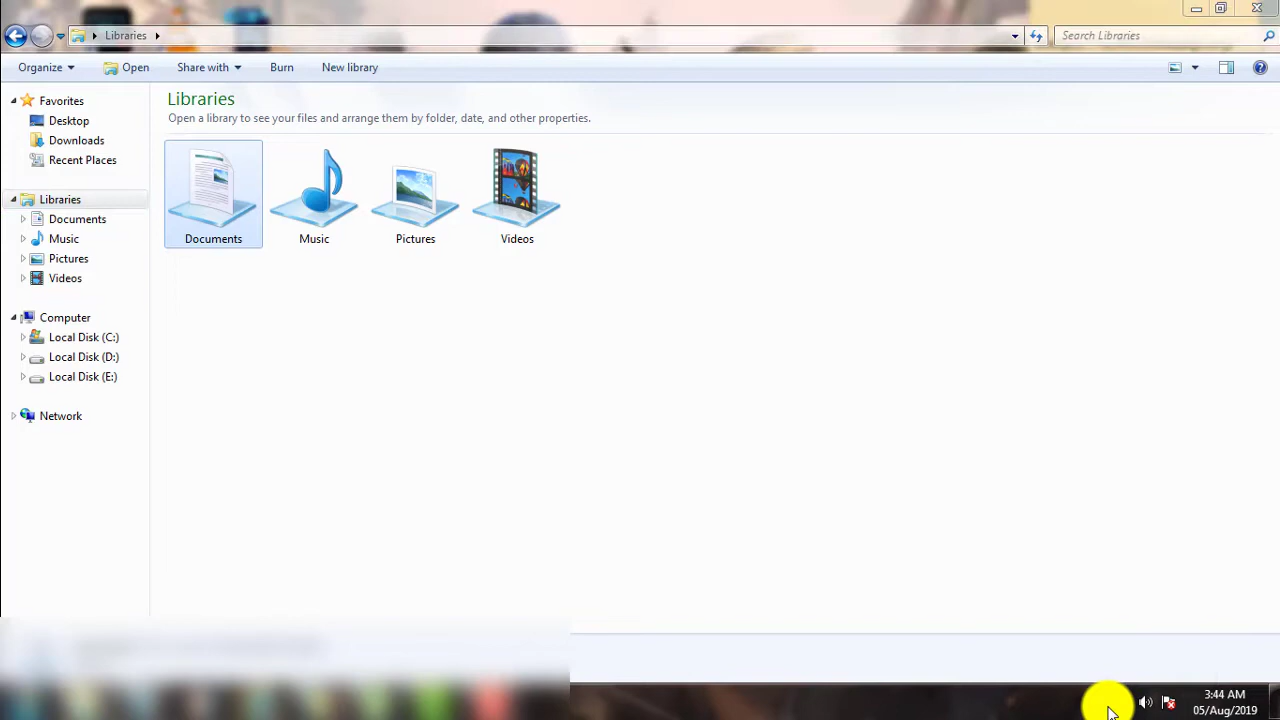 Libraries
Search Libraries
Organize Open Share with Burn New library
Favorites
Desktop
Downloads
Recent Places
Libraries
Documents
Music
Pictures
Videos
Computer
Local Disk (C:)
Local Disk (D:)
Local Disk (E:)
Network
Libraries
Open a library to see your files and arrange them by folder, date, and other properties.
Documents Music Pictures Videos
3:44 AM
05/Aug/2019